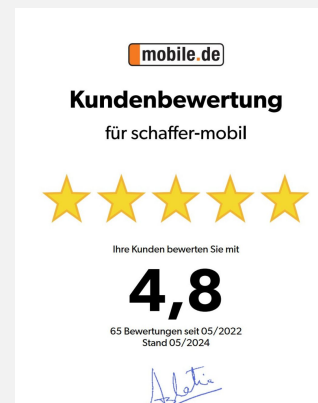 mobile.de
Kundenbewertung
für schaffer-mobil
Ihre Kunden bewerten Sie mit
4,8
65 Bewertungen seit 05/2022
Stand 05/2024